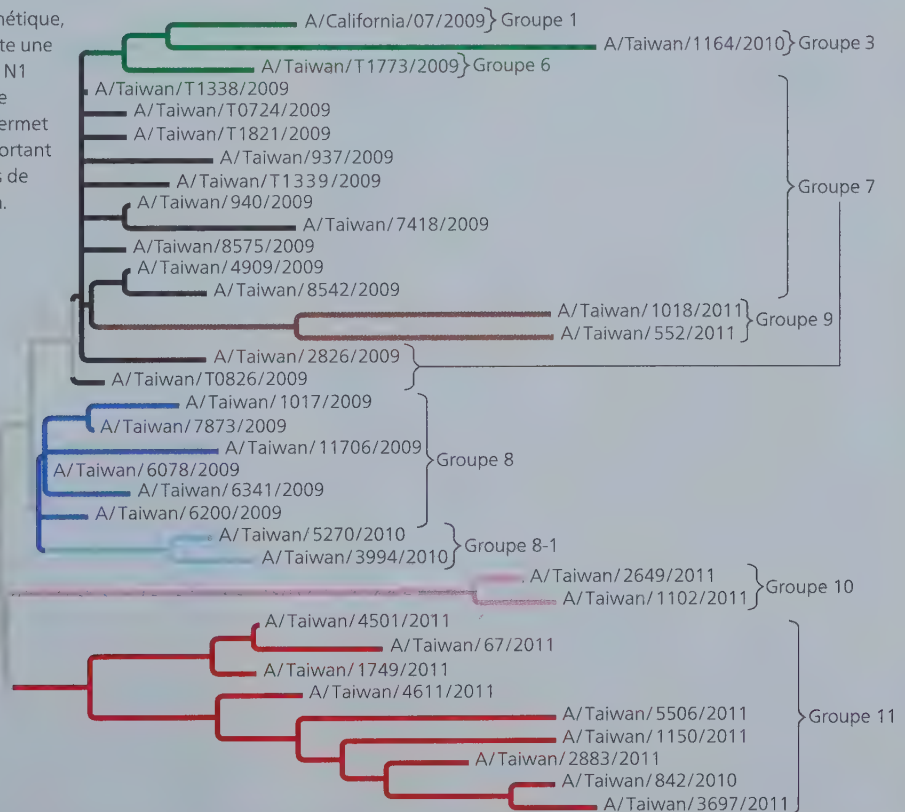 nétique,
te une
N1
e
ermet
ortant
s de
n.
A/California/07/2009 Groupe 1
A/Taiwan/1164/2010 Groupe 3
A/Taiwan/T1773/2009 Groupe 6
A/Taiwan/T1338/2009
A/Taiwan/T0724/2009
A/Taiwan/T1821/2009
A/Taiwan/937/2009
A/Taiwan/T1339/2009
Groupe 7
A/Taiwan/940/2009
A/Taiwan/7418/2009
A/Taiwan/8575/2009
A/Taiwan/4909/2009
A/Taiwan/8542/2009
A/Taiwan/1018/2011
Groupe 9
A/Taiwan/552/2011
A/Taiwan/2826/2009
A/Taiwan/T0826/2009
A/Taiwan/1017/2009
A/Taiwan/7873/2009
A/Taiwan/11706/2009
Groupe 8
A/Taiwan/6078/2009
A/Taiwan/6341/2009
A/Taiwan/6200/2009
A/Taiwan/5270/2010
Groupe 8-1
A/Taiwan/3994/2010
A/Taiwan/2649/2011
Groupe 10
A/Taiwan/1102/2011
A/Taiwan/4501/2011
A/Taiwan/67/2011
A/Taiwan/1749/2011
A/Taiwan/4611/2011
A/Taiwan/5506/2011
Groupe 11
A/Taiwan/1150/2011
A/Taiwan/2883/2011
A/Taiwan/842/2010
A/Taiwan/3697/2011